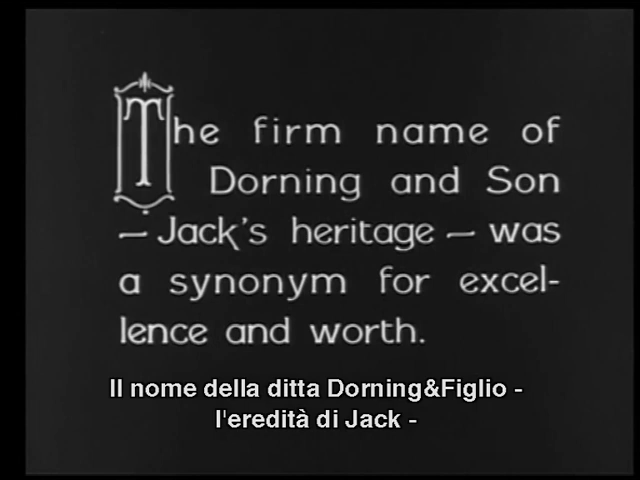 The firm name of
Dorning and Son
— Jack's heritage — was
a synonym for excel-
lence and worth.
Il nome della ditta Dorning&Figlio -
l'eredità di Jack -